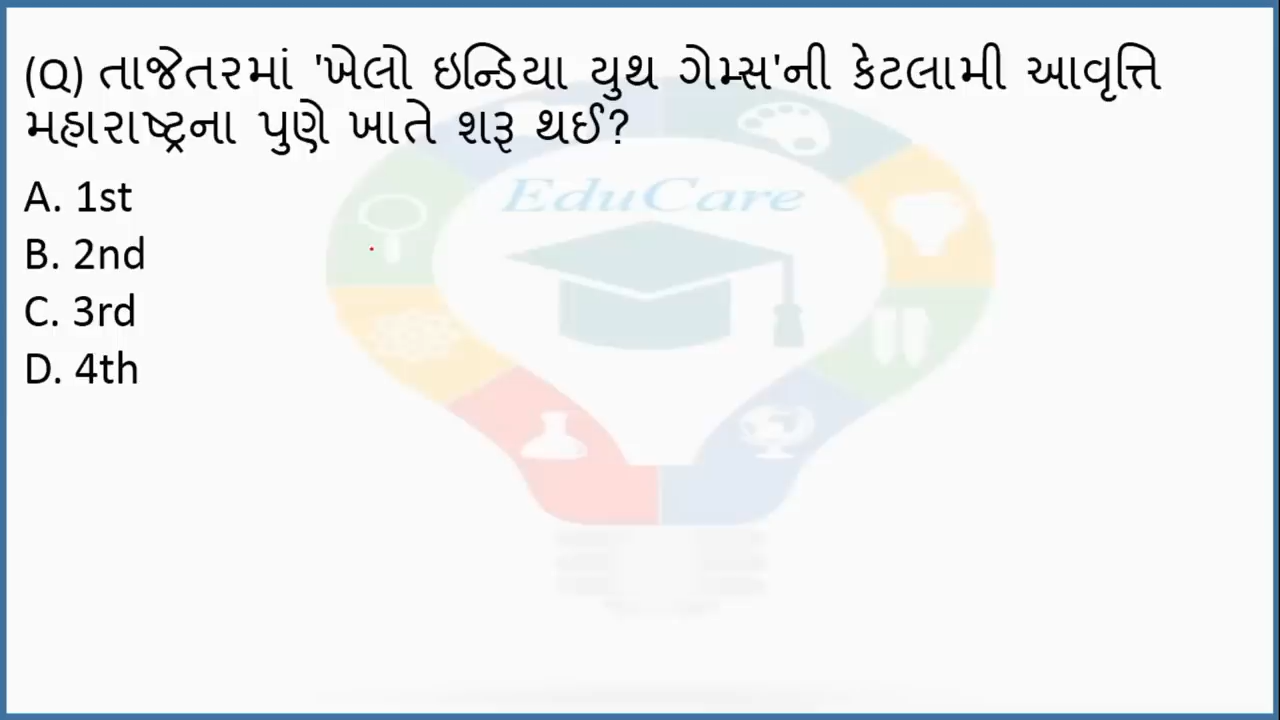 (Q) તાજેતરમાં 'ખેલો ઇન્ડિયા યુથ ગેમ્સ'ની કેટલામી આવૃત્તિ
મહારાષ્ટ્રના પુણે ખાતે શરૂ થઈ?
EduCare
A. 1st
B. 2nd
C. 3rd
D. 4th